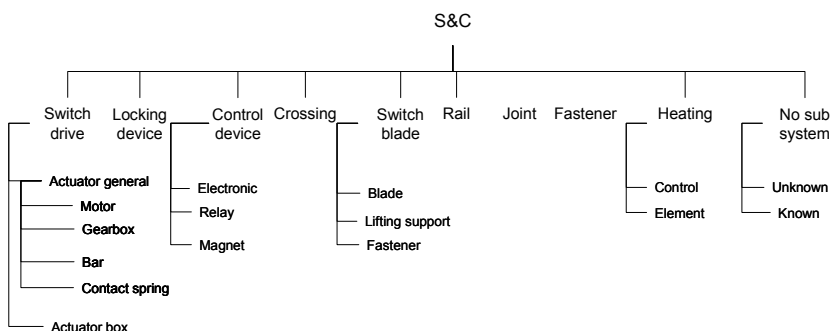 S&C
Switch drive
Locking device
Control device
Crossing
Switch blade
Rail
Joint
Fastener
Heating
No sub system
Actuator general
Motor
Gearbox
Bar
Contact spring
Actuator box
Electronic
Relay
Magnet
Blade
Lifting support
Fastener
Control
Element
Unknown
Known